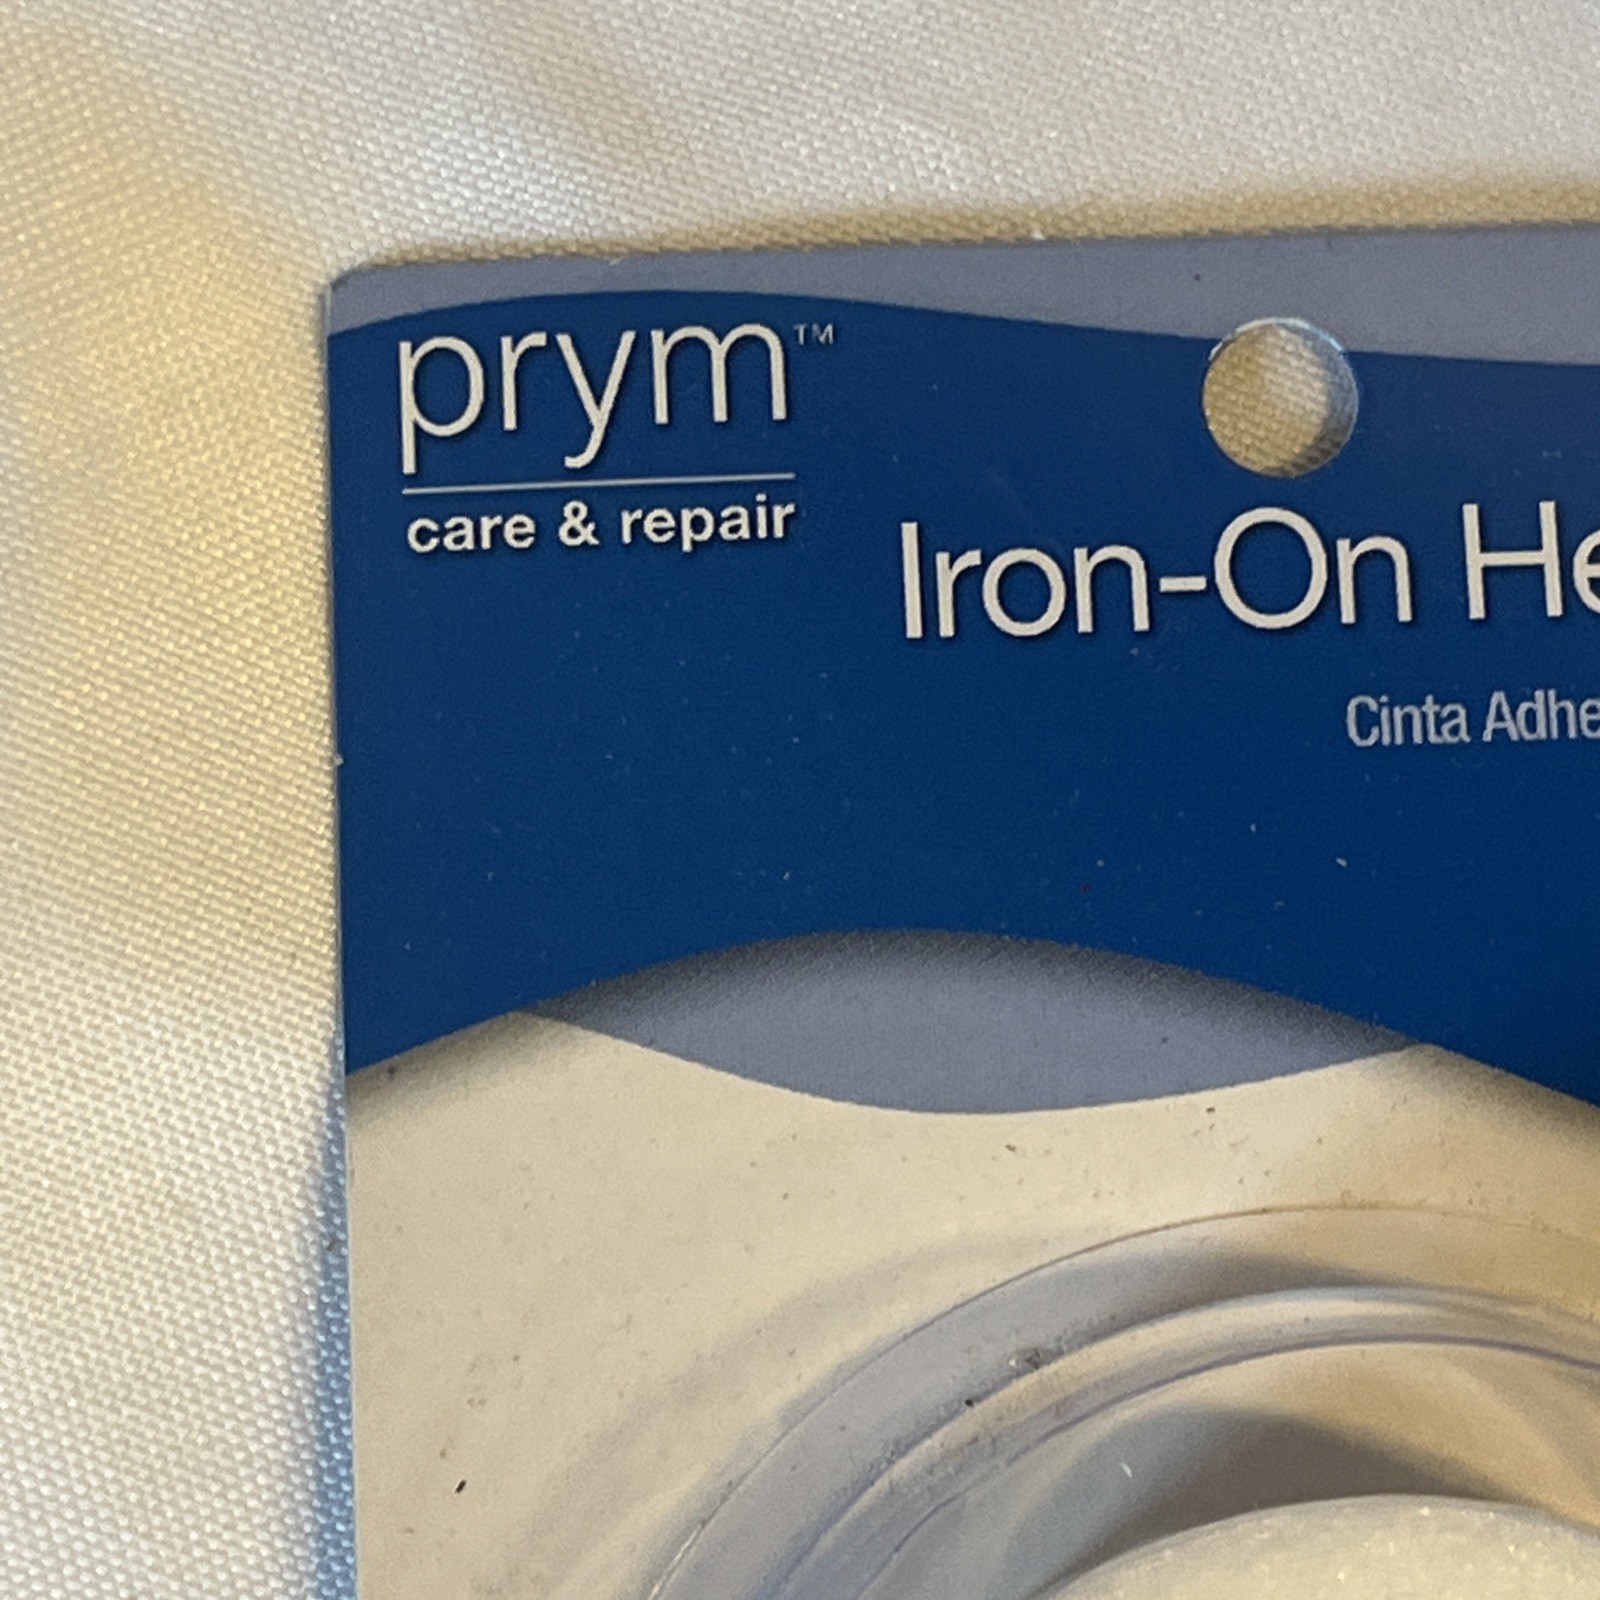 prym™
care & repair
Iron-On He
Cinta Adhe